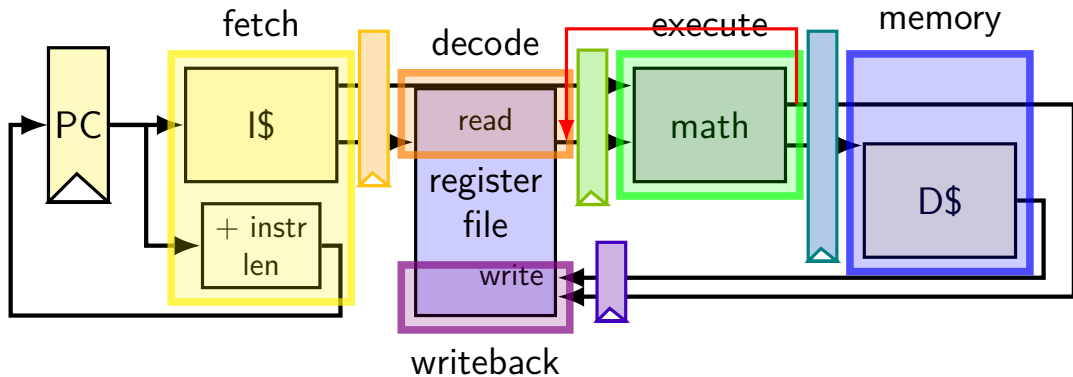 fetch
decode
execute
memory
PC
I$
read
math
register
file
D$
+ instr
len
write
writeback